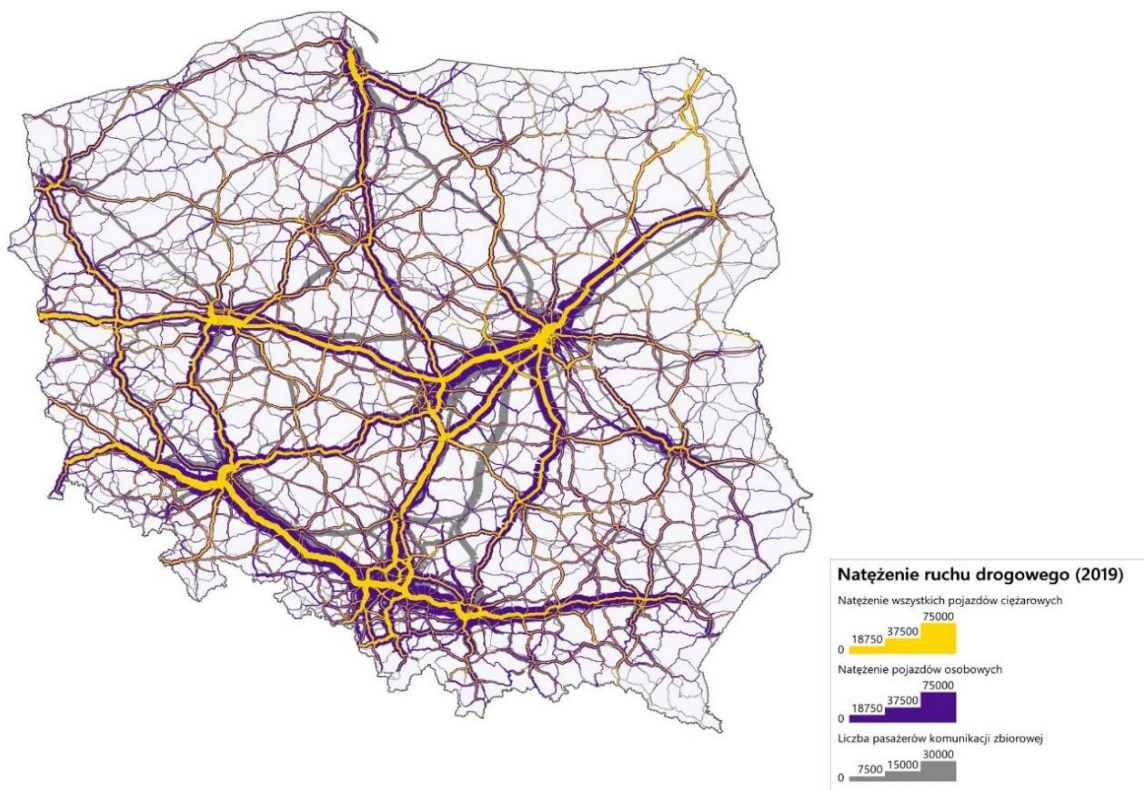 Natężenie ruchu drogowego (2019)
Natężenie wszystkich pojazdów ciężarowych
0 18750 37500 75000
Natężenie pojazdów osobowych
0 18750 37500 75000
Liczba pasażerów komunikacji zbiorowej
0 7500 15000 30000